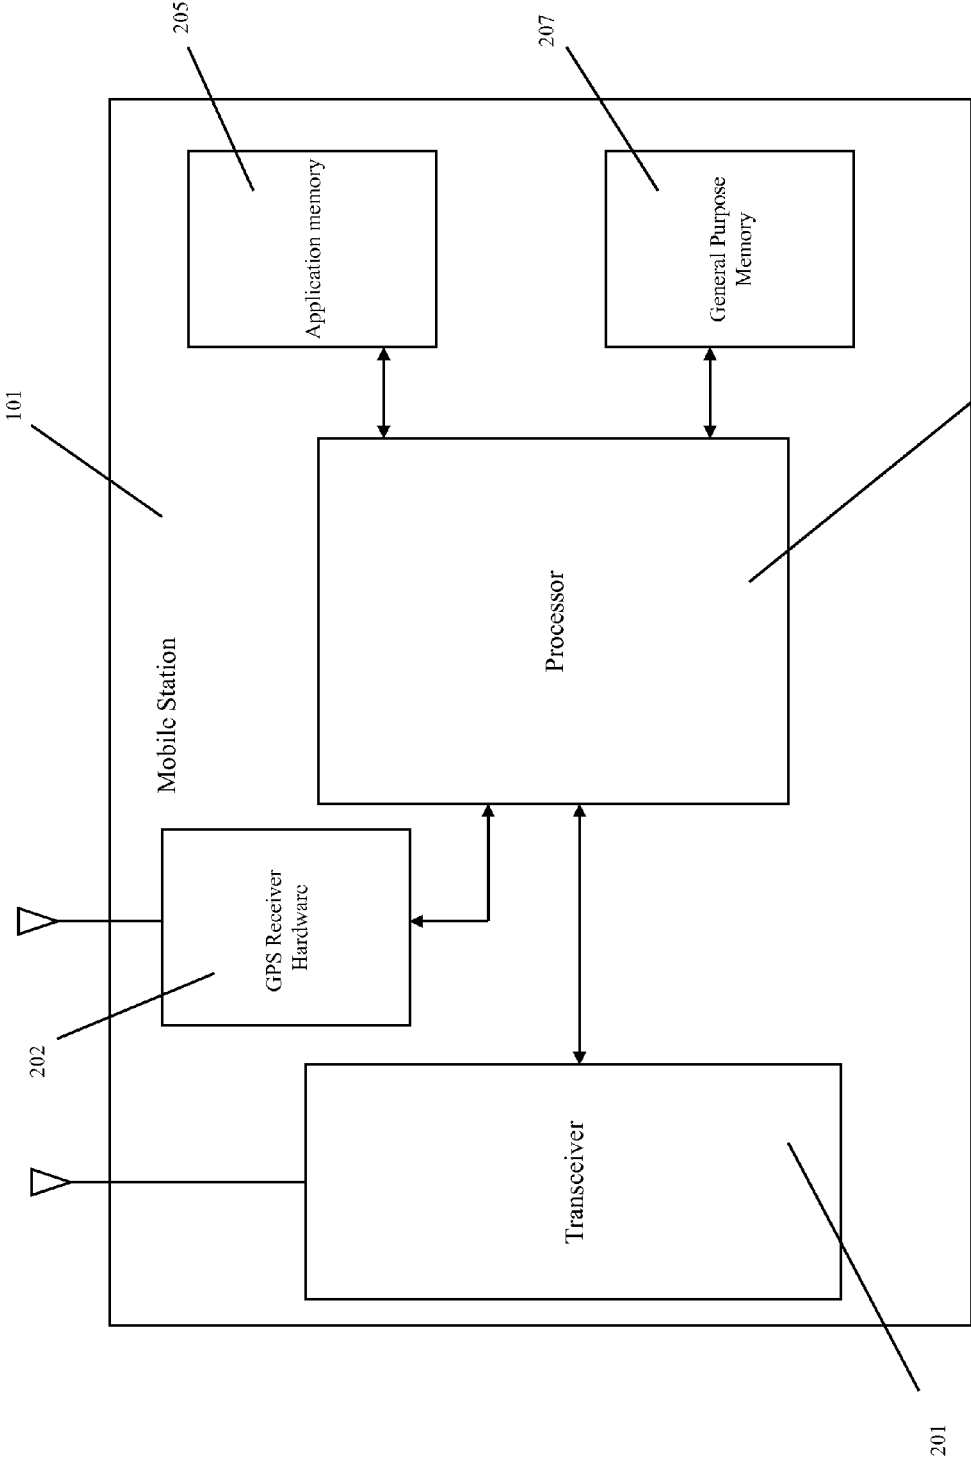 101
205
207
Mobile Station
Application memory
General Purpose
Memory
Processor
GPS Receiver
Hardware
202
Transceiver
201